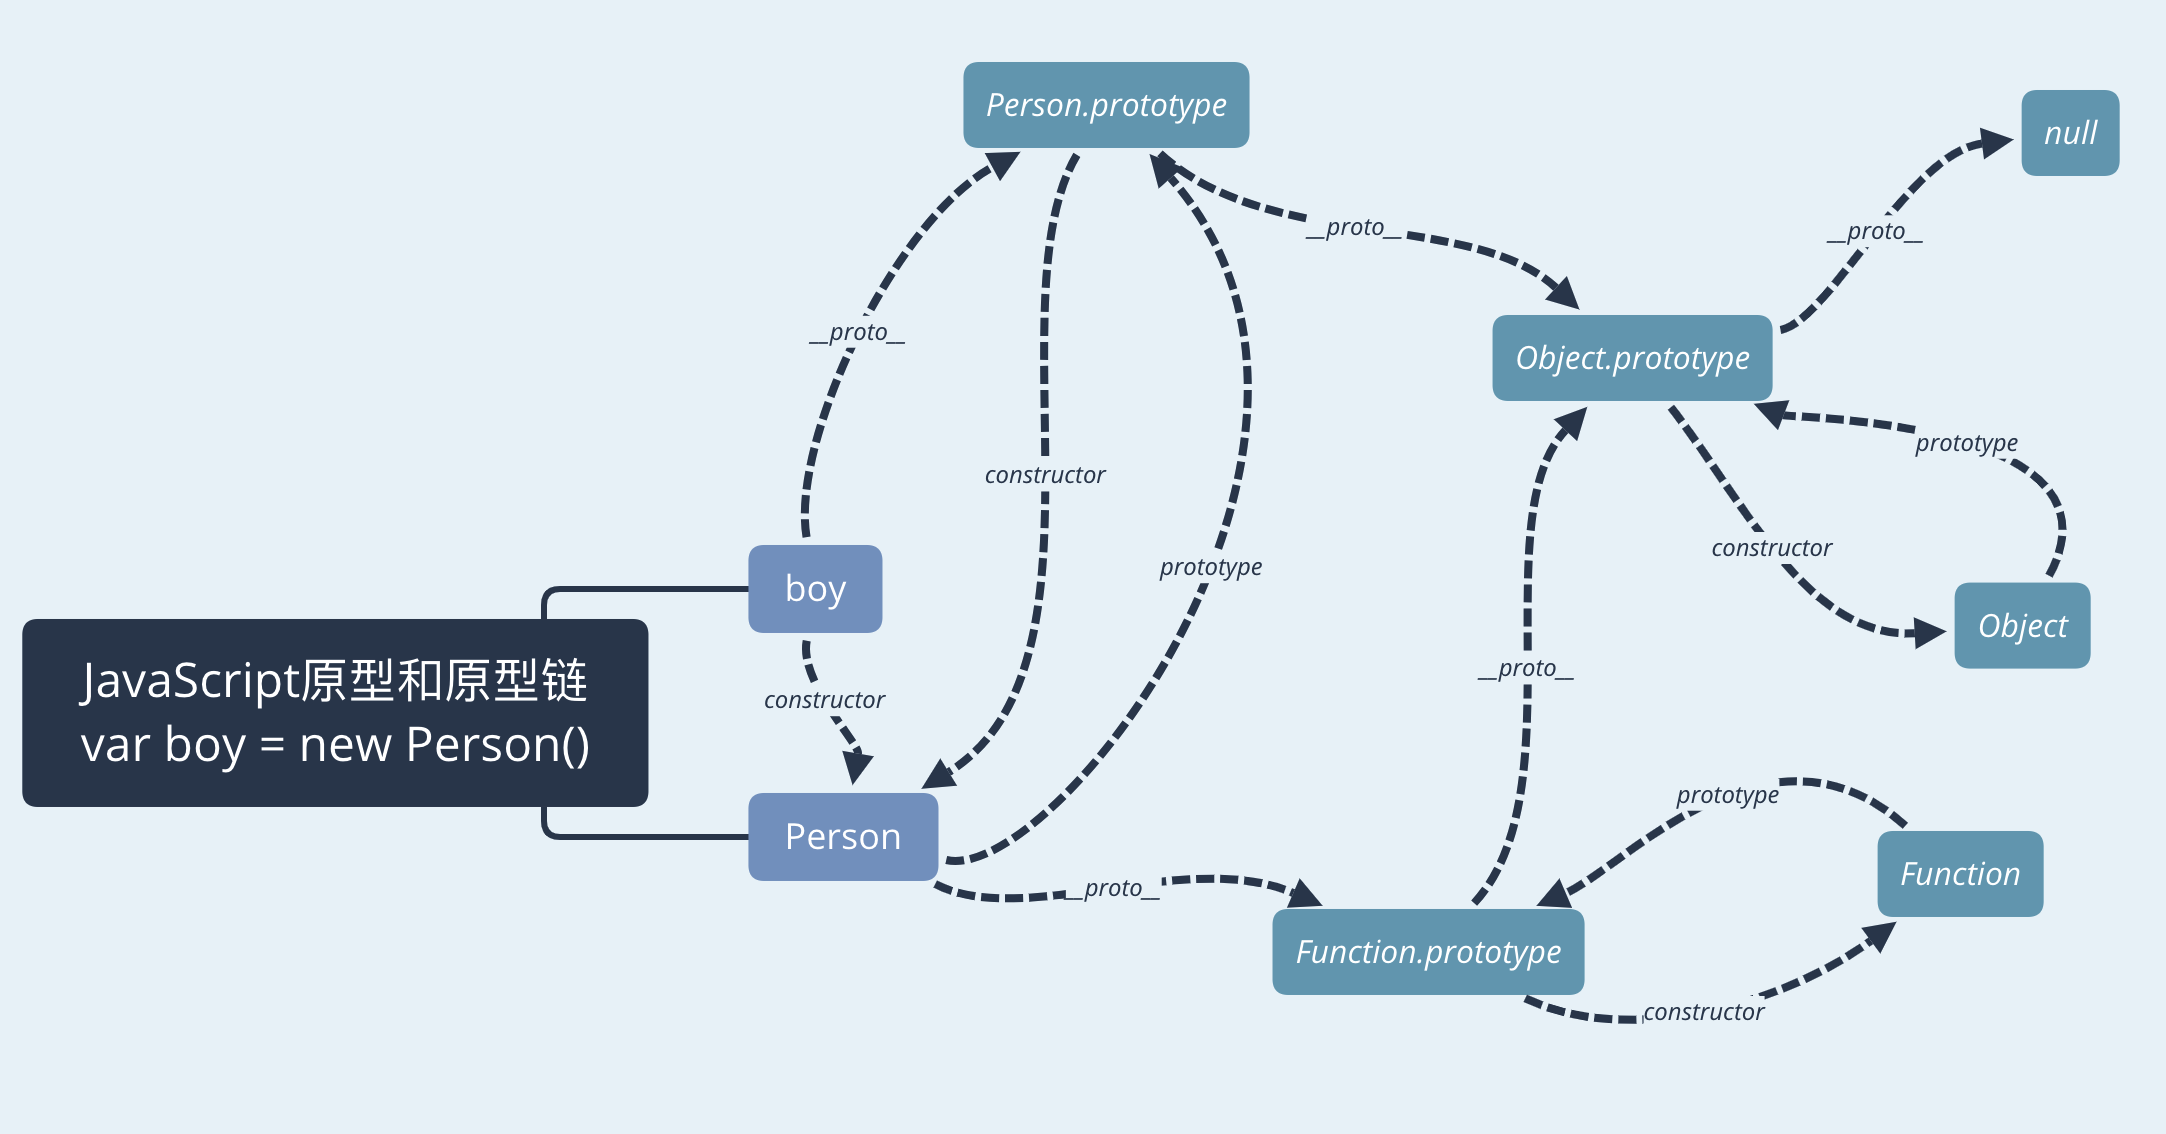 Person.prototype
null
__proto__
__proto__
__proto__
Object.prototype
prototype
constructor
constructor
prototype
boy
Object
JavaScript原型和原型链
var boy = new Person()
constructor
__proto__
prototype
Person
Function
__proto__
Function.prototype
constructor